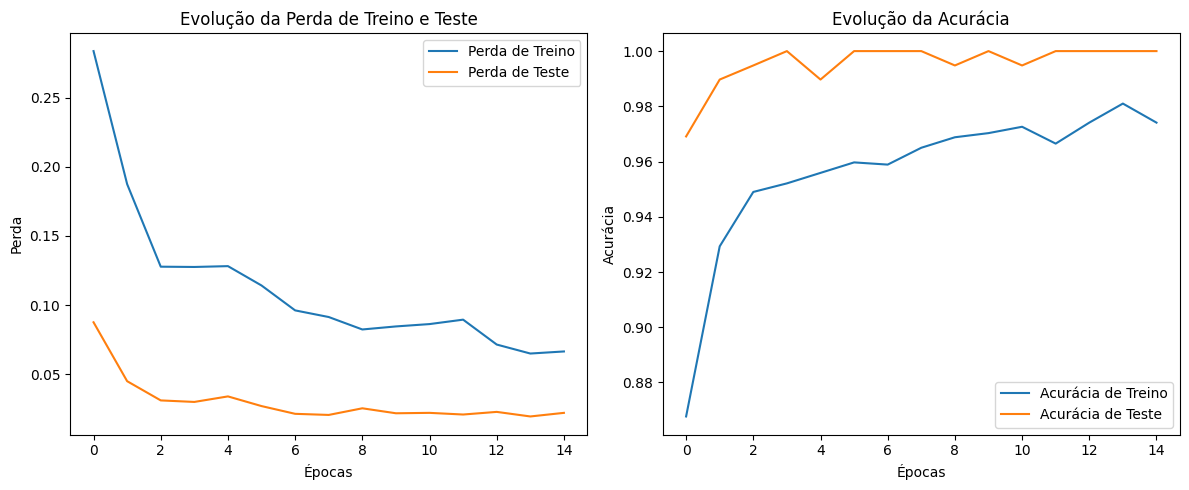 Evolução da Perda de Treino e Teste
Perda de Treino
Perda de Teste
0.25
0.20
0.15
0.10
0.05
Perda
0 2 4 6 8 10 12 14
Épocas
Evolução da Acurácia
1.00
0.98
0.96
0.94
0.92
0.90
0.88
Acurácia
Acurácia de Treino
Acurácia de Teste
0 2 4 6 8 10 12 14
Épocas